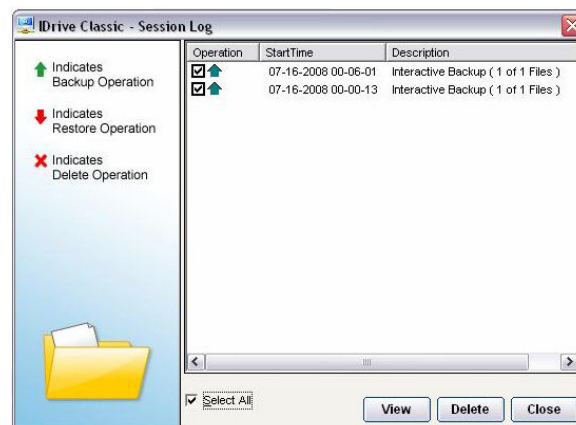 IDrive Classic - Session Log
Indicates
Backup Operation
Indicates
Restore Operation
Indicates
Delete Operation
Operation StartTime Description
07-16-2008 00-06-01 Interactive Backup ( 1 of 1 Files )
07-16-2008 00-00-13 Interactive Backup ( 1 of 1 Files )
Select All
View Delete Close